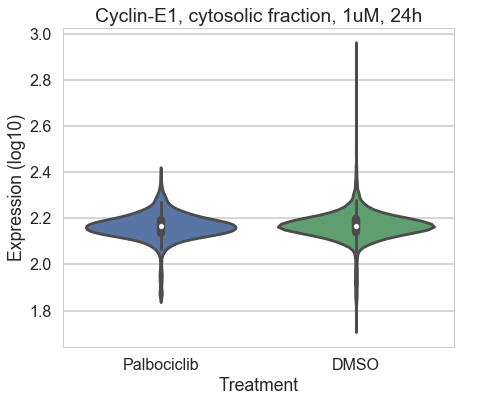 Cyclin-E1, cytosolic fraction, 1uM, 24h
3.0
2.8
2.6
2.4
2.2
2.0
1.8
Expression (log10)
Palbociclib DMSO
Treatment